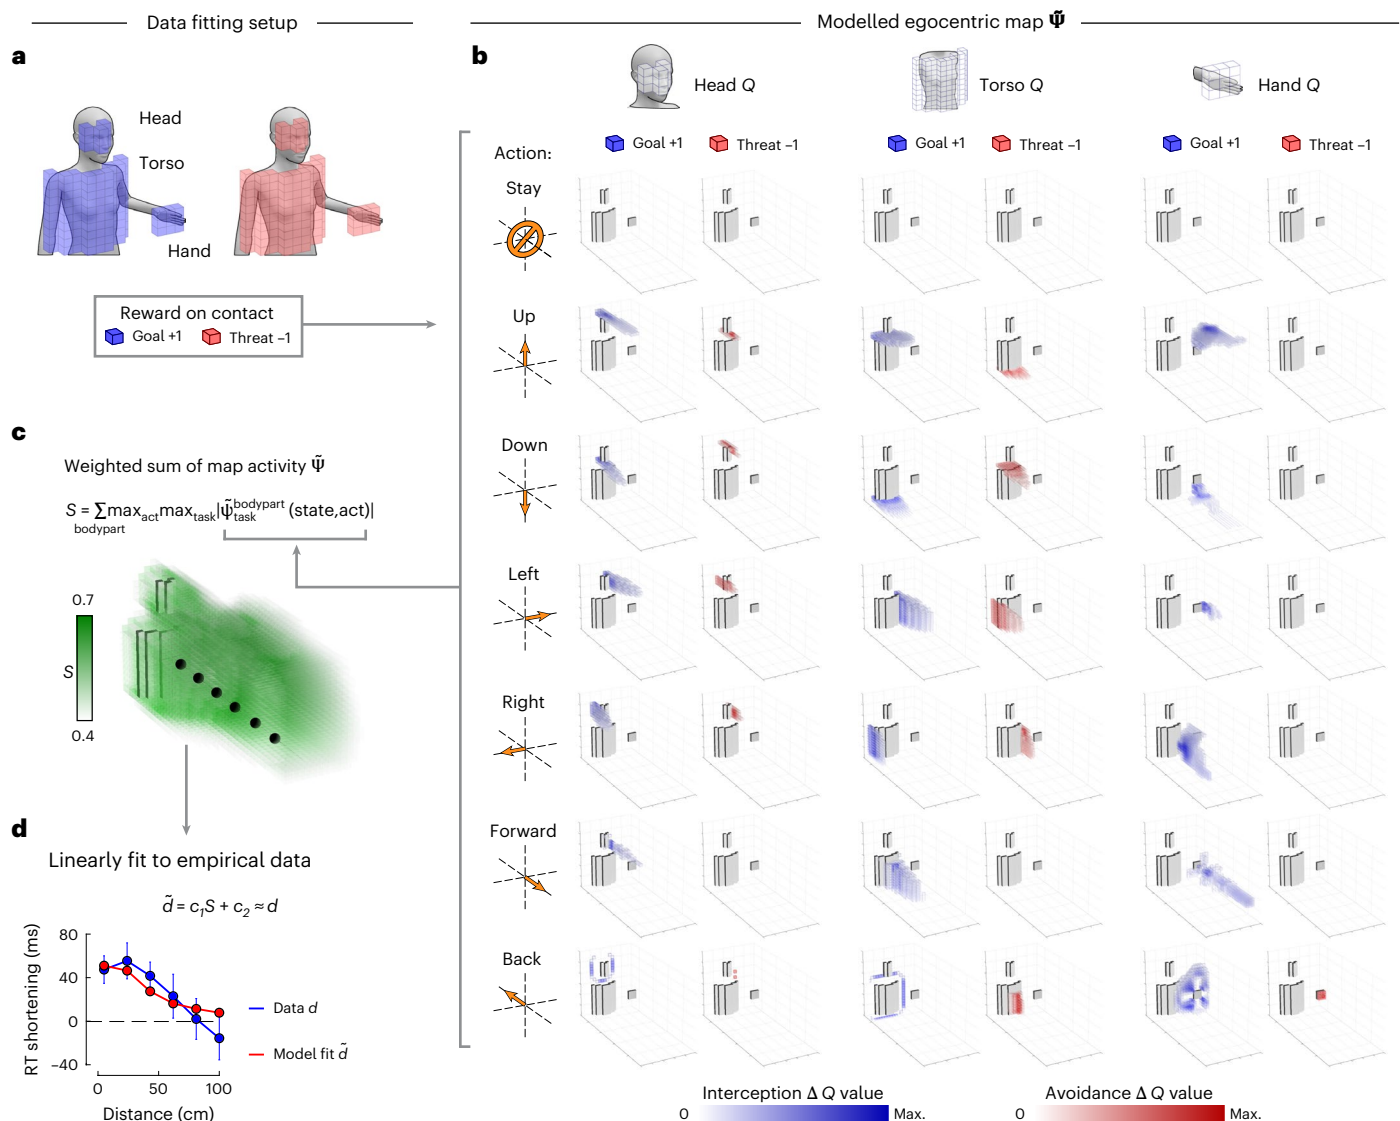 Data fitting setup
Modelled egocentric map Ψ̃
a
Head
Torso
Hand
Reward on contact
Goal +1
Threat –1
b
Head Q
Torso Q
Hand Q
Action:
Goal +1
Threat –1
Goal +1
Threat –1
Goal +1
Threat –1
Stay
Up
Down
Left
Right
Forward
Back
Interception Δ Q value
0
Max.
Avoidance Δ Q value
0
Max.
c
Weighted sum of map activity Ψ̃
S = ∑ max_act max_task |ψ̃_task^bodypart (state,act)|
bodypart
0.7
S
0.4
d
Linearly fit to empirical data
d̃ = c₁S + c₂ ≈ d
RT shortening (ms)
80
40
0
–40
0
50
100
Distance (cm)
Data d
Model fit d̃